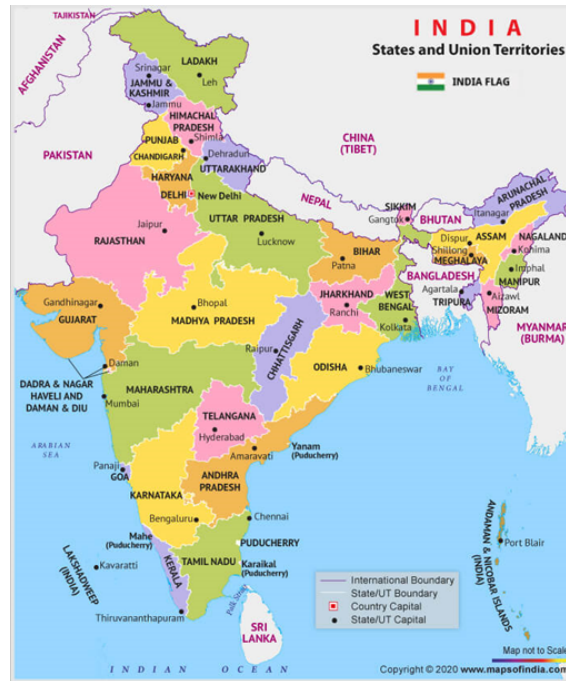 INDIA
States and Union Territories
INDIA FLAG
TAJIKISTAN
AFGHANISTAN
PAKISTAN
CHINA
(TIBET)
NEPAL
BHUTAN
BANGLADESH
MYANMAR
(BURMA)
SRI
LANKA
LADAKH
Leh
Srinagar
JAMMU &
KASHMIR
Jammu
HIMACHAL
PRADESH
Shimla
PUNJAB
CHANDIGARH
Dehradun
UTTARAKHAND
HARYANA
DELHI
New Delhi
RAJASTHAN
Jaipur
UTTAR PRADESH
Lucknow
BIHAR
Patna
SIKKIM
Gangtok
ARUNACHAL
PRADESH
Itanagar
ASSAM
Dispur
NAGALAND
Kohima
Shillong
MEGHALAYA
Imphal
MANIPUR
Agartala
TRIPURA
Aizawl
MIZORAM
Gandhinagar
GUJARAT
Bhopal
MADHYA PRADESH
JHARKHAND
Ranchi
WEST
BENGAL
Kolkata
CHHATTISGARH
Raipur
ODISHA
Bhubaneswar
Daman
DADRA & NAGAR
HAVELI AND
DAMAN & DIU
MAHARASHTRA
Mumbai
TELANGANA
Hyderabad
Amaravati
Yanam
(Puducherry)
ANDHRA
PRADESH
Panaji
GOA
KARNATAKA
Bengaluru
Chennai
Mahe
(Puducherry)
PUDUCHERRY
TAMIL NADU
Karaikal
(Puducherry)
KERALA
Thiruvananthapuram
LAKSHADWEEP
(INDIA)
Kavaratti
ANDAMAN & NICOBAR ISLANDS
(INDIA)
Port Blair
ARABIAN
SEA
BAY
OF
BENGAL
Palk Strait
INDIAN OCEAN
International Boundary
State/UT Boundary
Country Capital
State/UT Capital
Map not to Scale
Copyright © 2020 www.mapsofindia.com